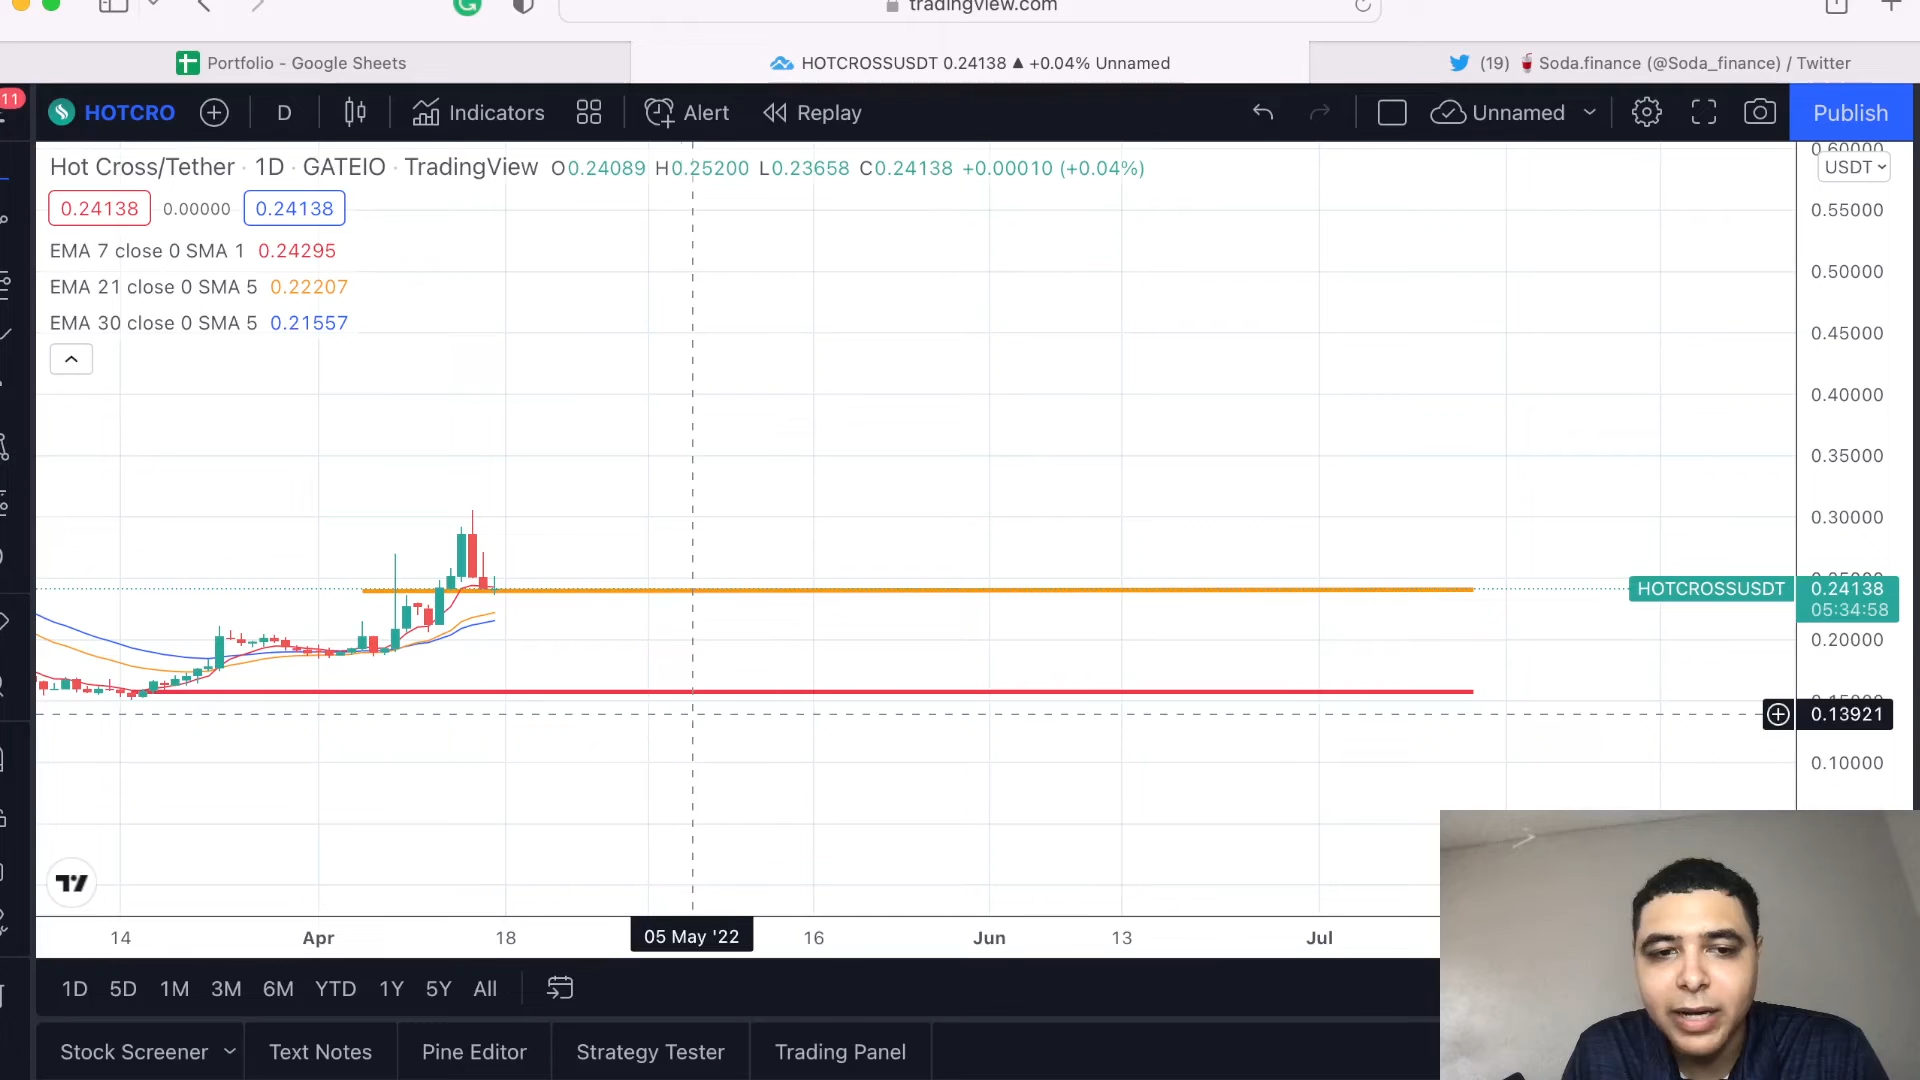 tradingview.com
Portfolio - Google Sheets
HOTCROSSUSDT 0.24138 ▲ +0.04% Unnamed
(19) 🥤 Soda.finance (@Soda_finance) / Twitter
11
HOTCRO
D
Indicators
Alert
Replay
Unnamed
Publish
Hot Cross/Tether · 1D · GATEIO · TradingView O0.24089 H0.25200 L0.23658 C0.24138 +0.00010 (+0.04%)
0.24138 0.00000 0.24138
EMA 7 close 0 SMA 1 0.24295
EMA 21 close 0 SMA 5 0.22207
EMA 30 close 0 SMA 5 0.21557
0.60000
USDT
0.55000
0.50000
0.45000
0.40000
0.35000
0.30000
HOTCROSSUSDT 0.24138
05:34:58
0.20000
0.13921
0.10000
14 Apr 18 05 May '22 16 Jun 13 Jul
1D 5D 1M 3M 6M YTD 1Y 5Y All
Stock Screener Text Notes Pine Editor Strategy Tester Trading Panel